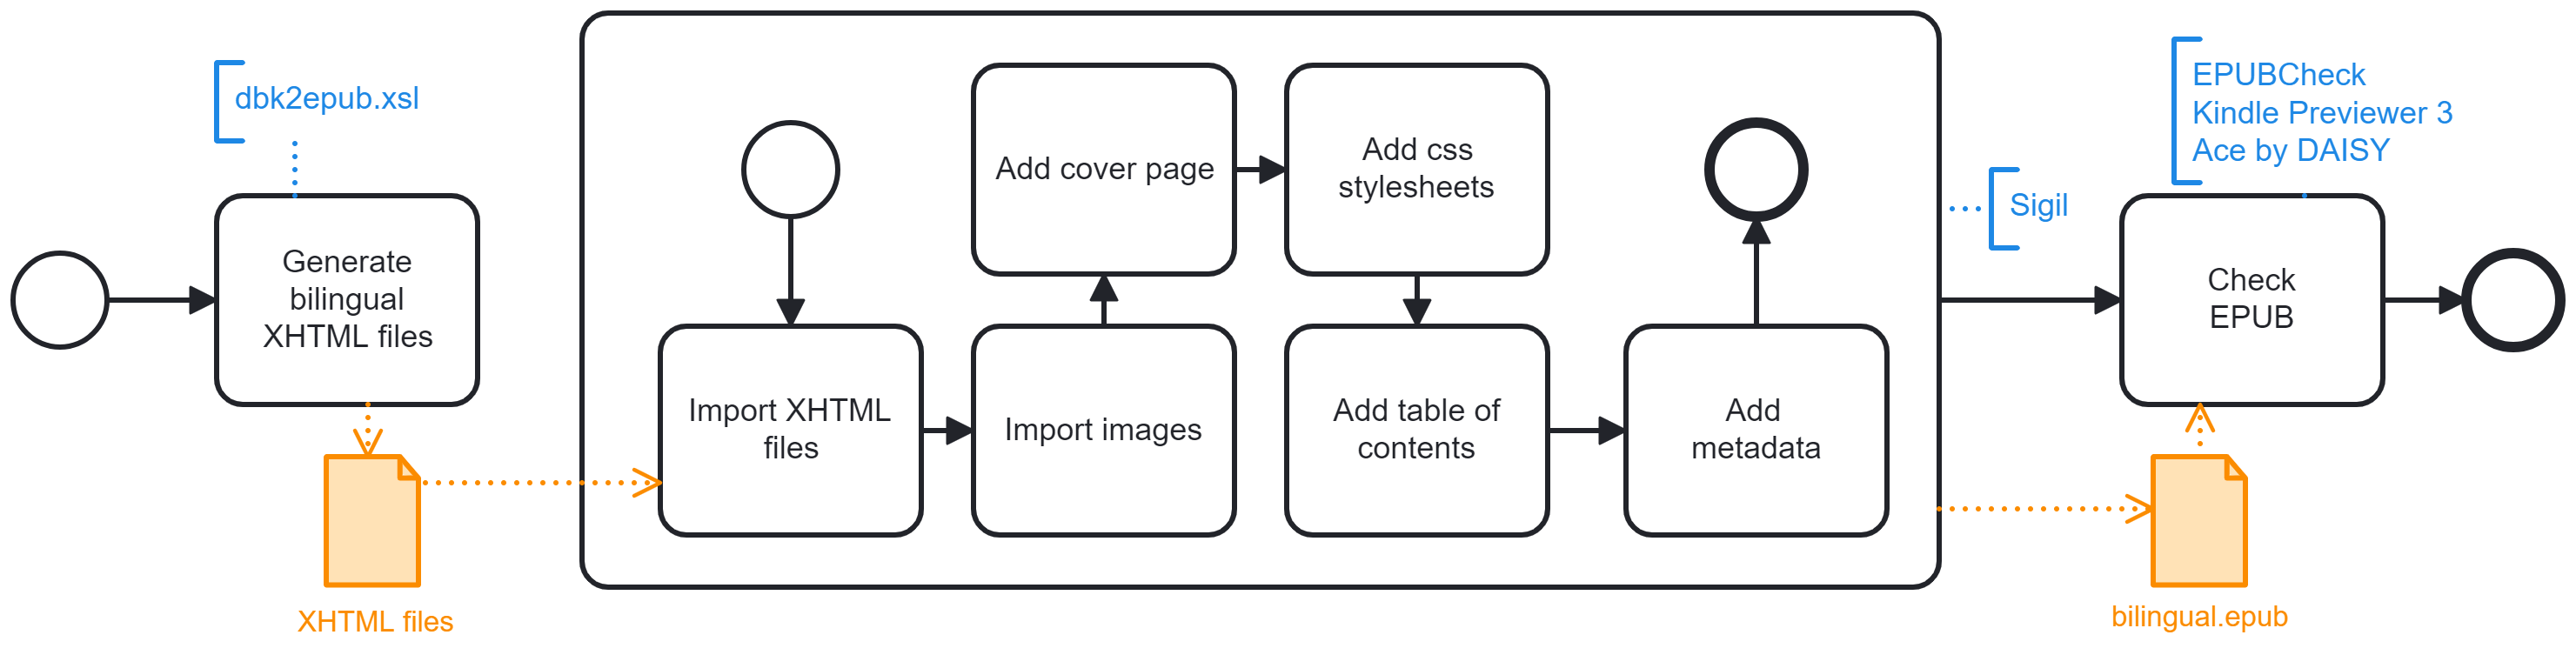 dbk2epub.xsl
Generate
bilingual
XHTML files
XHTML files
Import XHTML
files
Import images
Add cover page
Add css
stylesheets
Add table of
contents
Add
metadata
Sigil
EPUBCheck
Kindle Previewer 3
Ace by DAISY
Check
EPUB
bilingual.epub